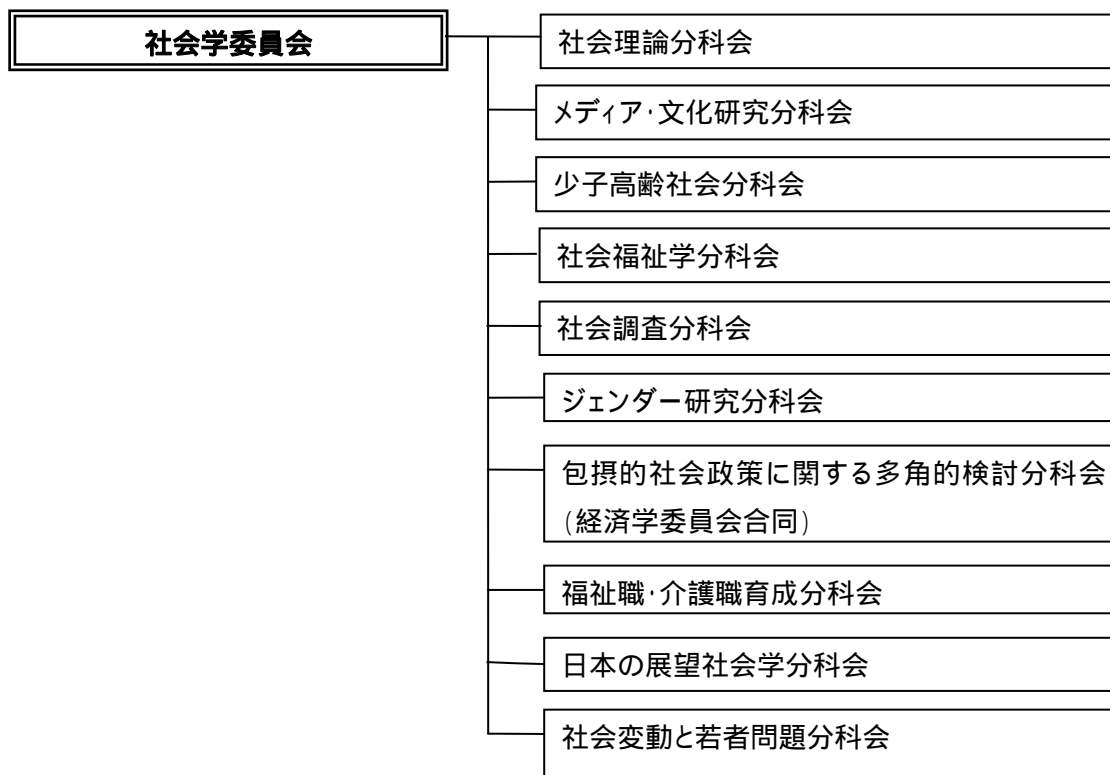 社会学委員会
社会理論分科会
メディア・文化研究分科会
少子高齢社会分科会
社会福祉学分科会
社会調査分科会
ジェンダー研究分科会
包摂的社会政策に関する多角的検討分科会
(経済学委員会合同)
福祉職・介護職育成分科会
日本の展望社会学分科会
社会変動と若者問題分科会